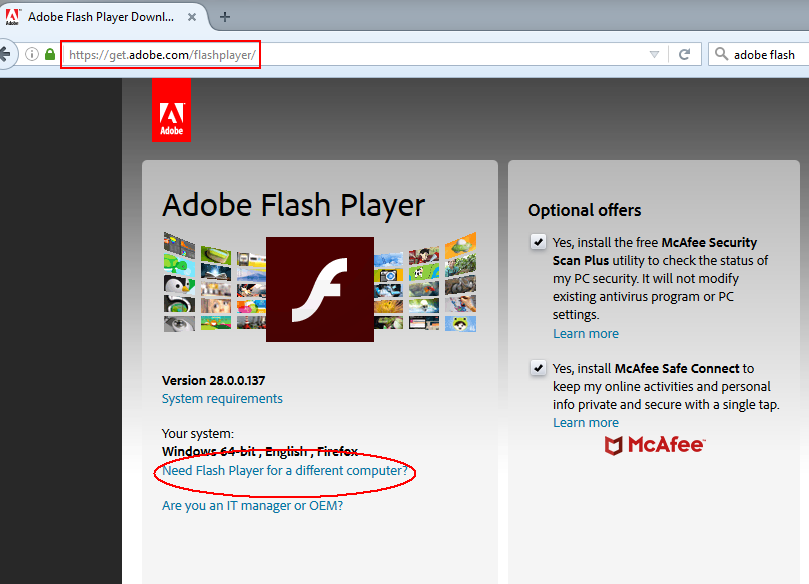 Adobe Flash Player Downl...
https://get.adobe.com/flashplayer/
adobe flash
Adobe
Adobe Flash Player
Version 28.0.0.137
System requirements
Your system:
Windows 64-bit , English , Firefox
Need Flash Player for a different computer?
Are you an IT manager or OEM?
Optional offers
Yes, install the free McAfee Security
Scan Plus utility to check the status of
my PC security. It will not modify
existing antivirus program or PC
settings.
Learn more
Yes, install McAfee Safe Connect to
keep my online activities and personal
info private and secure with a single tap.
Learn more
McAfee